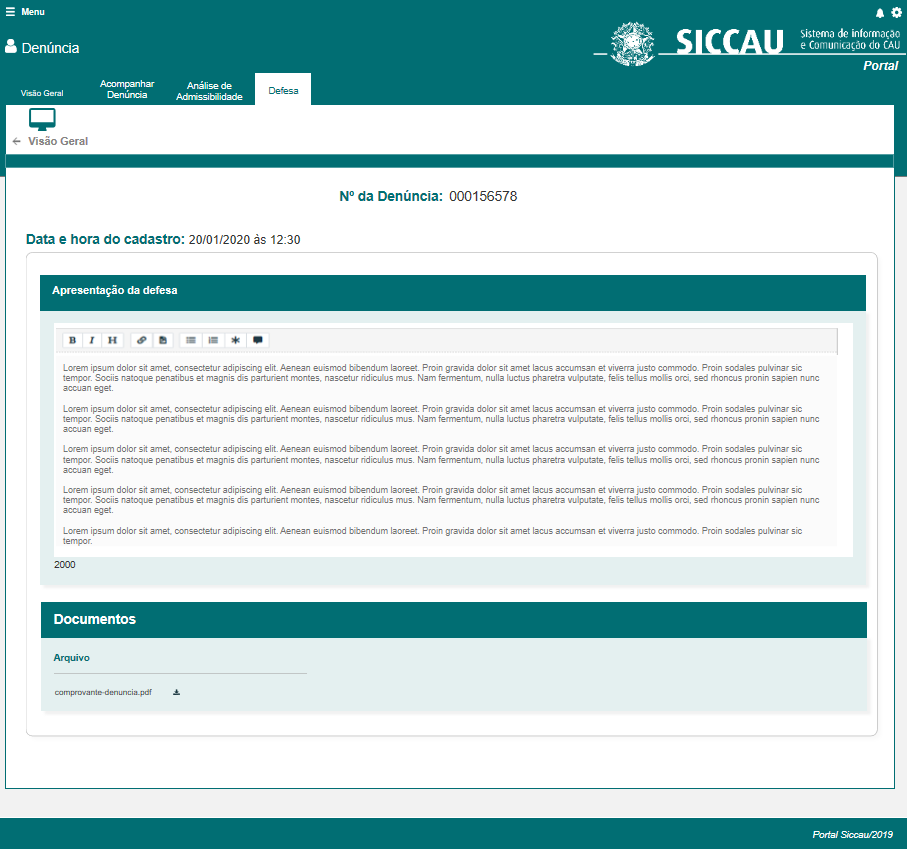 Menu
Denúncia
SICCAU
Sistema de informação
e Comunicação do CAU
Portal
Visão Geral
Acompanhar
Denúncia
Análise de
Admissibilidade
Defesa
← Visão Geral
Nº da Denúncia: 000156578
Data e hora do cadastro: 20/01/2020 às 12:30
Apresentação da defesa
B I H
Lorem ipsum dolor sit amet, consectetur adipiscing elit. Aenean euismod bibendum laoreet. Proin gravida dolor sit amet lacus accumsan et viverra justo commodo. Proin sodales pulvinar sic
tempor. Sociis natoque penatibus et magnis dis parturient montes, nascetur ridiculus mus. Nam fermentum, nulla luctus pharetra vulputate, felis tellus mollis orci, sed rhoncus pronin sapien nunc
accuan eget.
Lorem ipsum dolor sit amet, consectetur adipiscing elit. Aenean euismod bibendum laoreet. Proin gravida dolor sit amet lacus accumsan et viverra justo commodo. Proin sodales pulvinar sic
tempor. Sociis natoque penatibus et magnis dis parturient montes, nascetur ridiculus mus. Nam fermentum, nulla luctus pharetra vulputate, felis tellus mollis orci, sed rhoncus pronin sapien nunc
accuan eget.
Lorem ipsum dolor sit amet, consectetur adipiscing elit. Aenean euismod bibendum laoreet. Proin gravida dolor sit amet lacus accumsan et viverra justo commodo. Proin sodales pulvinar sic
tempor. Sociis natoque penatibus et magnis dis parturient montes, nascetur ridiculus mus. Nam fermentum, nulla luctus pharetra vulputate, felis tellus mollis orci, sed rhoncus pronin sapien nunc
accuan eget.
Lorem ipsum dolor sit amet, consectetur adipiscing elit. Aenean euismod bibendum laoreet. Proin gravida dolor sit amet lacus accumsan et viverra justo commodo. Proin sodales pulvinar sic
tempor. Sociis natoque penatibus et magnis dis parturient montes, nascetur ridiculus mus. Nam fermentum, nulla luctus pharetra vulputate, felis tellus mollis orci, sed rhoncus pronin sapien nunc
accuan eget.
Lorem ipsum dolor sit amet, consectetur adipiscing elit. Aenean euismod bibendum laoreet. Proin gravida dolor sit amet lacus accumsan et viverra justo commodo. Proin sodales pulvinar sic
tempor.
2000
Documentos
Arquivo
comprovante-denuncia.pdf
Portal Siccau/2019